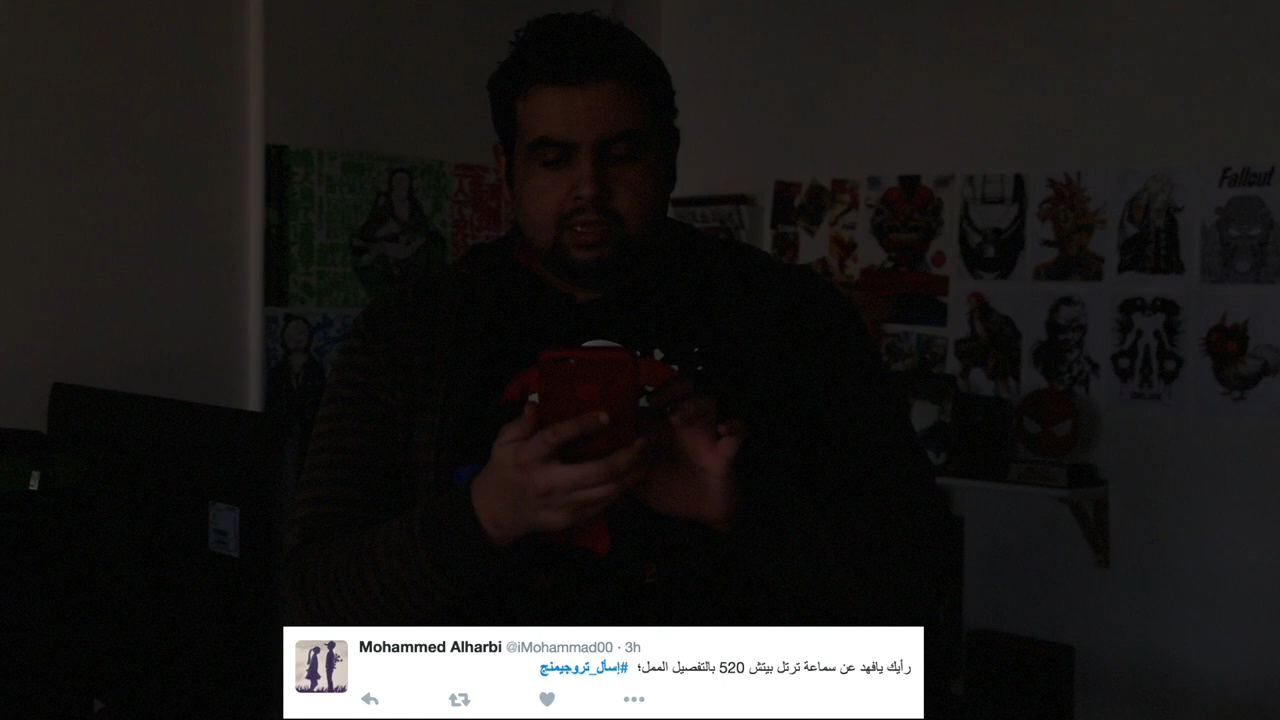 Fallout
Mohammed Alharbi @iMohammad00 · 3h
رأيك يافهد عن سماعة ترتل بيتش 520 بالتفصيل الممل؛ #إسأل_تروجيمنج